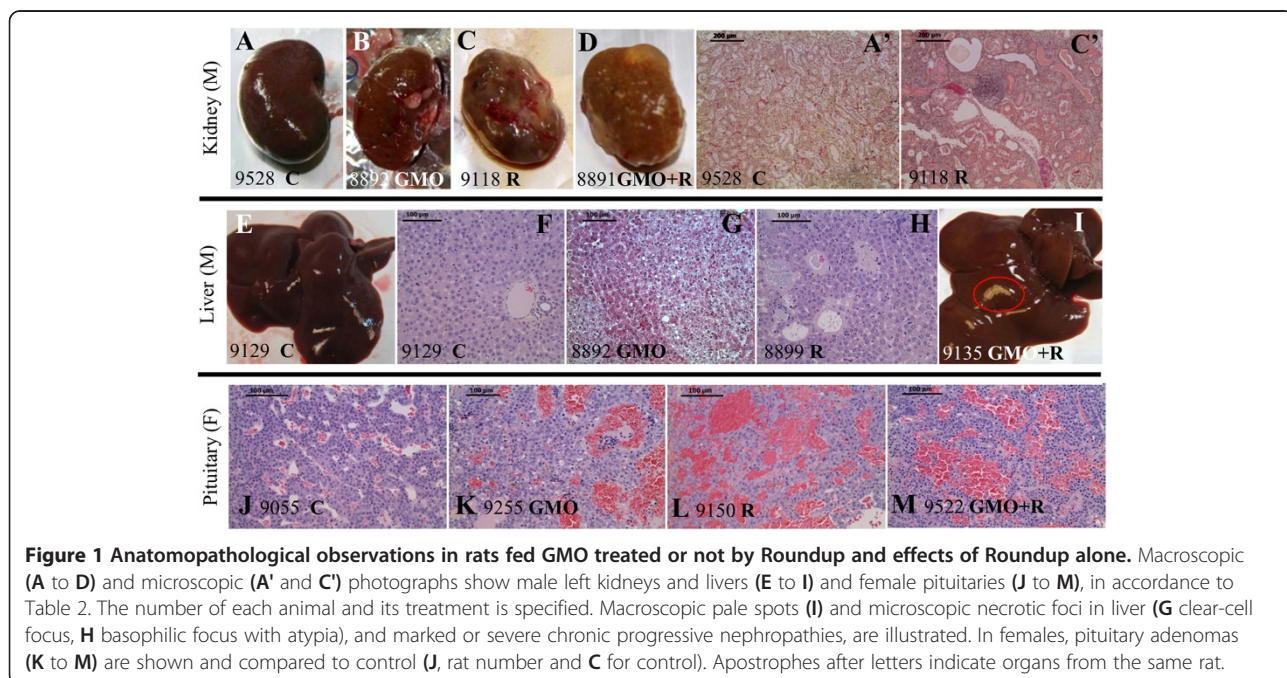 A B C D A’ C’
200 µm 200 µm
Kidney (M)
9528 C 8892 GMO 9118 R 8891 GMO+R 9528 C 9118 R
E F G H I
100 µm 100 µm 100 µm
Liver (M)
9129 C 9129 C 8892 GMO 8899 R 9135 GMO+R
100 µm 100 µm 100 µm 100 µm
Pituitary (F)
J 9055 C K 9255 GMO L 9150 R M 9522 GMO+R
Figure 1 Anatomopathological observations in rats fed GMO treated or not by Roundup and effects of Roundup alone. Macroscopic
(A to D) and microscopic (A' and C') photographs show male left kidneys and livers (E to I) and female pituitaries (J to M), in accordance to
Table 2. The number of each animal and its treatment is specified. Macroscopic pale spots (I) and microscopic necrotic foci in liver (G clear-cell
focus, H basophilic focus with atypia), and marked or severe chronic progressive nephropathies, are illustrated. In females, pituitary adenomas
(K to M) are shown and compared to control (J, rat number and C for control). Apostrophes after letters indicate organs from the same rat.